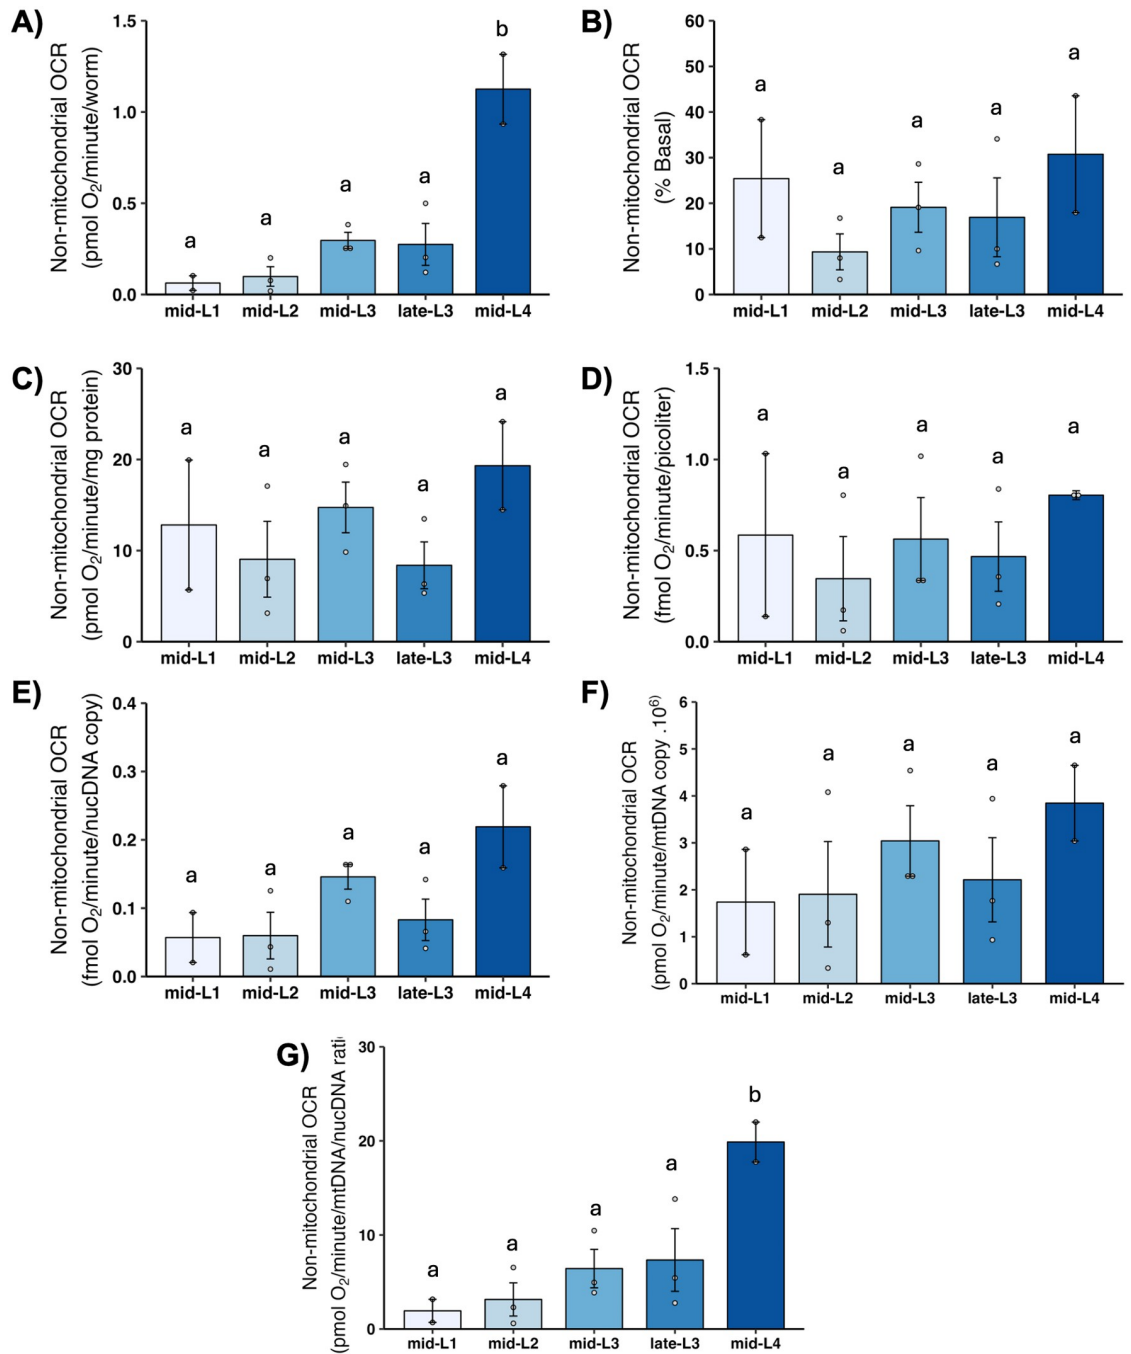 A)
Non-mitochondrial OCR
(pmol O₂/minute/worm)
1.5
1.0
0.5
0.0
a
a
a
a
b
mid-L1 mid-L2 mid-L3 late-L3 mid-L4
B)
Non-mitochondrial OCR
(% Basal)
60
50
40
30
20
10
0
a
a
a
a
a
mid-L1 mid-L2 mid-L3 late-L3 mid-L4
C)
Non-mitochondrial OCR
(pmol O₂/minute/mg protein)
30
20
10
0
a
a
a
a
a
mid-L1 mid-L2 mid-L3 late-L3 mid-L4
D)
Non-mitochondrial OCR
(fmol O₂/minute/picoliter)
1.5
1.0
0.5
0.0
a
a
a
a
a
mid-L1 mid-L2 mid-L3 late-L3 mid-L4
E)
Non-mitochondrial OCR
(fmol O₂/minute/nucDNA copy)
0.4
0.3
0.2
0.1
0.0
a
a
a
a
a
mid-L1 mid-L2 mid-L3 late-L3 mid-L4
F)
Non-mitochondrial OCR
(pmol O₂/minute/mtDNA copy .10⁶)
6
5
4
3
2
1
0
a
a
a
a
a
mid-L1 mid-L2 mid-L3 late-L3 mid-L4
G)
Non-mitochondrial OCR
(pmol O₂/minute/mtDNA/nucDNA rati
30
20
10
0
a
a
a
a
b
mid-L1 mid-L2 mid-L3 late-L3 mid-L4